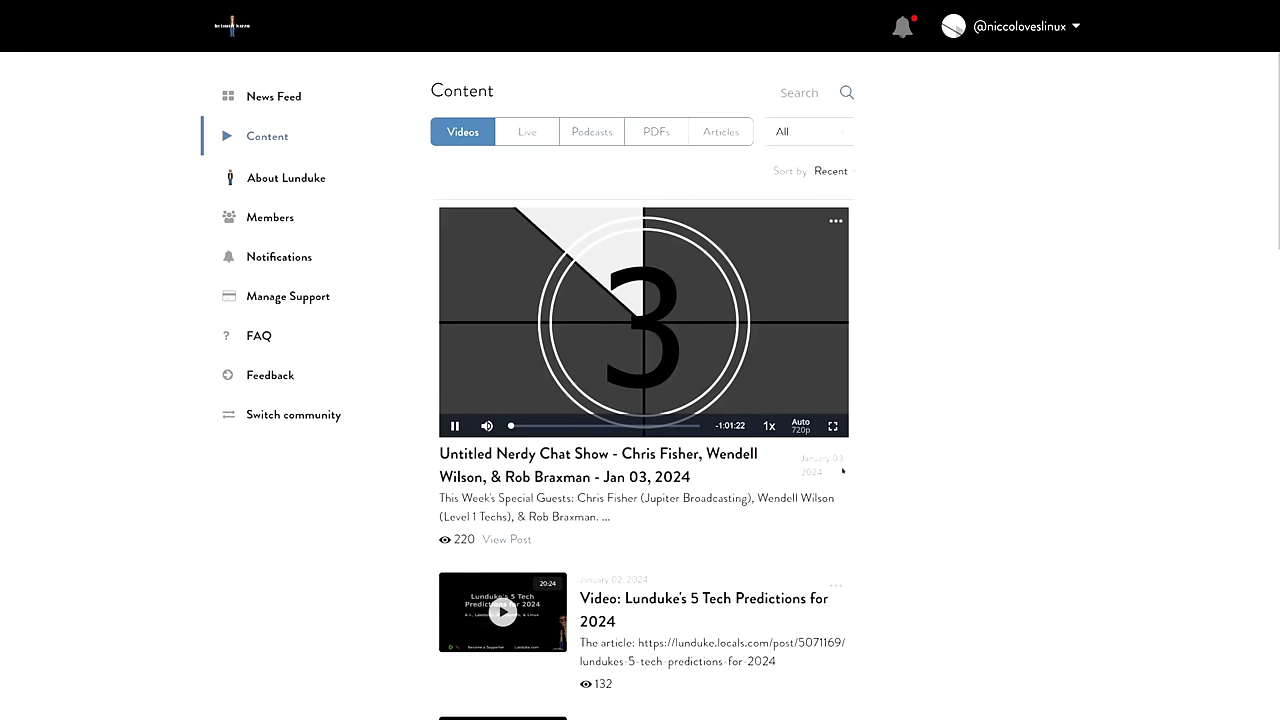 @niccoloveslinux
News Feed
Content
About Lunduke
Members
Notifications
Manage Support
FAQ
Feedback
Switch community
Content
Search
Videos
Live
Podcasts
PDFs
Articles
All
Sort by Recent
3
-1:01:22
1x
Auto
720p
Untitled Nerdy Chat Show - Chris Fisher, Wendell
Wilson, & Rob Braxman - Jan 03, 2024
January 03,
2024
This Week's Special Guests: Chris Fisher (Jupiter Broadcasting), Wendell Wilson
(Level 1 Techs), & Rob Braxman. ...
220 View Post
20:24
Lunduke's 5 Tech
Predictions for 2024
Become a Supporter
Lunduke.com
January 02, 2024
Video: Lunduke's 5 Tech Predictions for
2024
The article: https://lunduke.locals.com/post/5071169/
lundukes-5-tech-predictions-for-2024
132